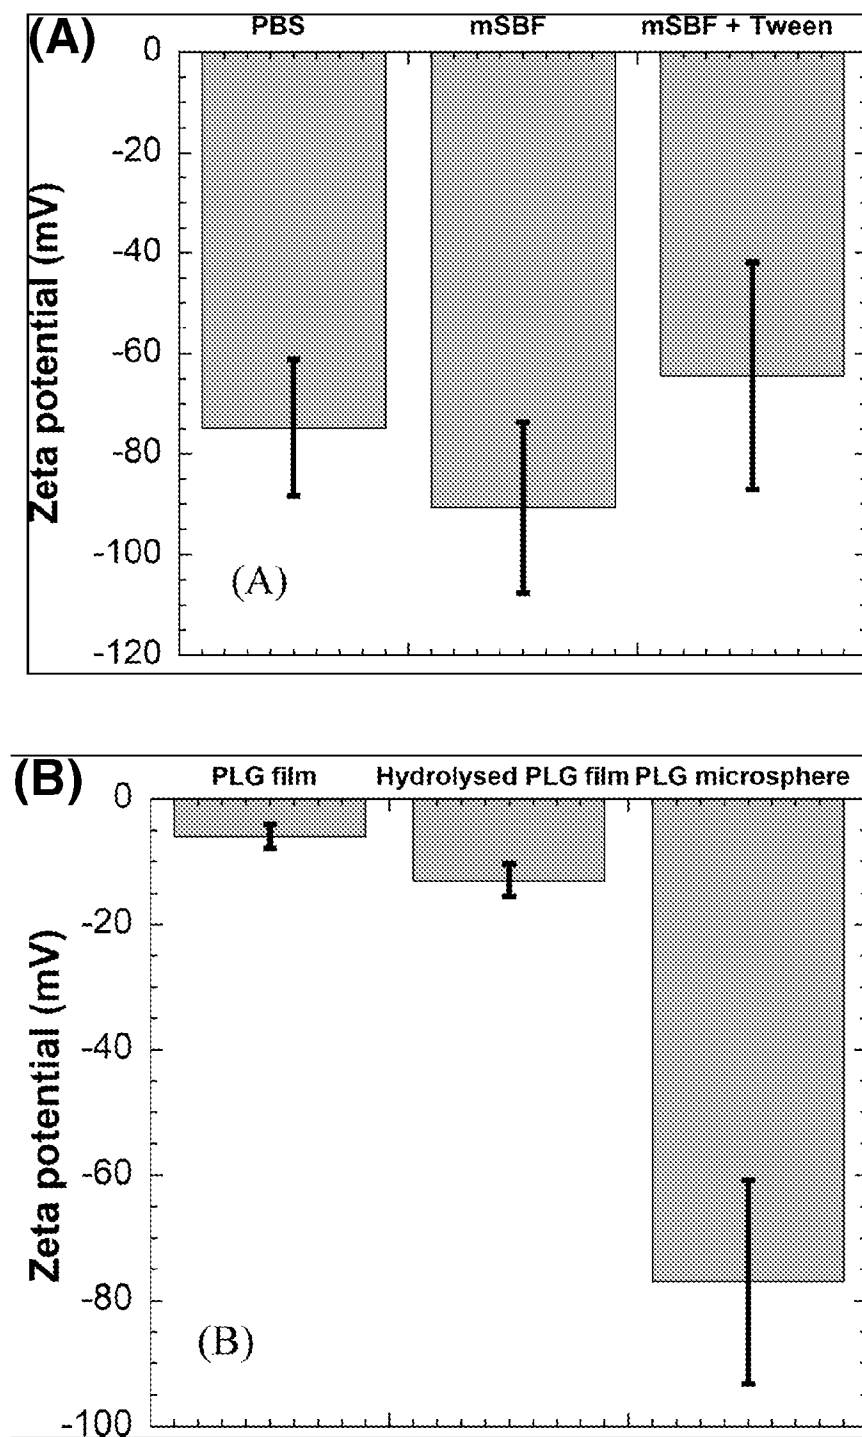 (A)
PBS mSBF mSBF + Tween
0
-20
-40
-60
-80
-100
-120
Zeta potential (mV)
(A)
(B)
PLG film Hydrolysed PLG film PLG microsphere
0
-20
-40
-60
-80
-100
Zeta potential (mV)
(B)